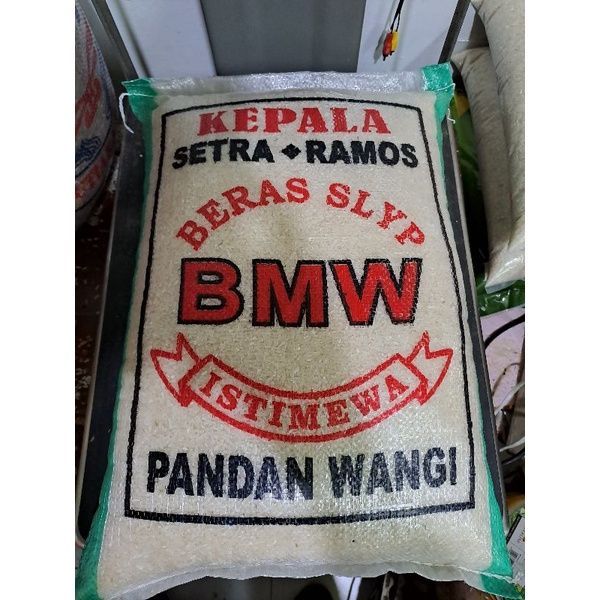 KEPALA
SETRA ◆ RAMOS
BERAS SLYP
BMW
ISTIMEWA
PANDAN WANGI